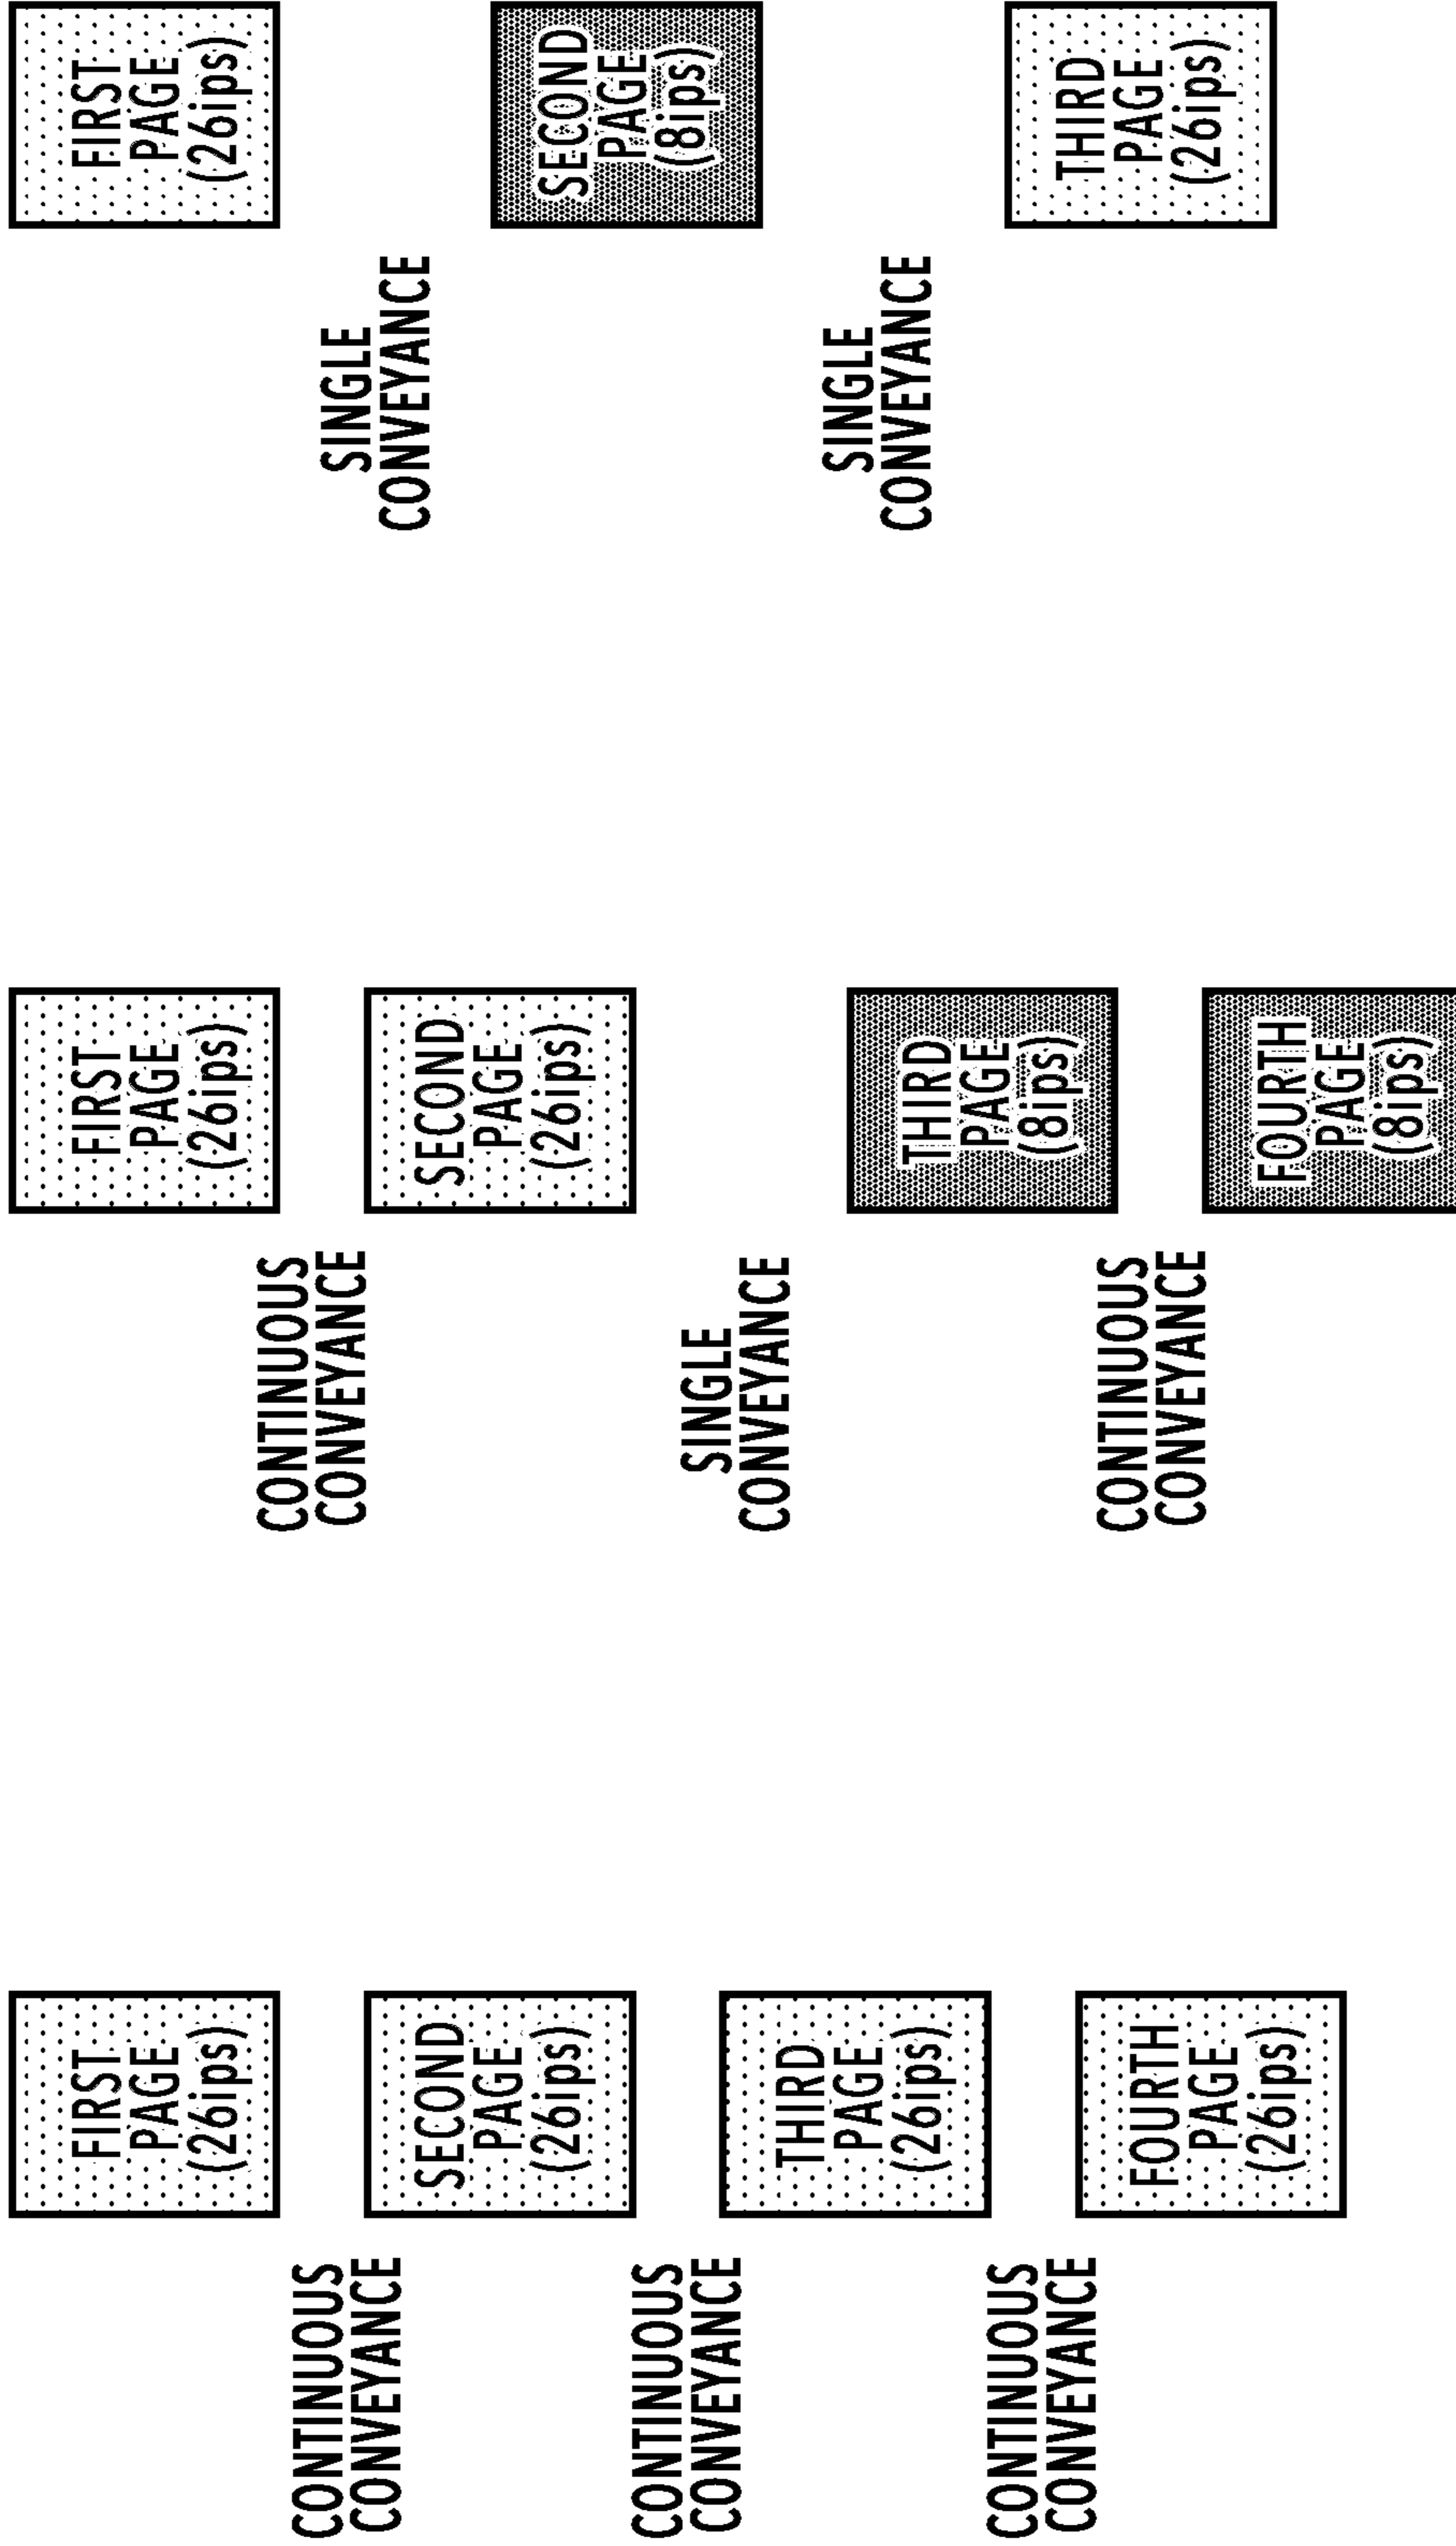 FIRST
PAGE
(26ips)
CONTINUOUS
CONVEYANCE
SECOND
PAGE
(26ips)
CONTINUOUS
CONVEYANCE
THIRD
PAGE
(26ips)
CONTINUOUS
CONVEYANCE
FOURTH
PAGE
(26ips)
FIRST
PAGE
(26ips)
CONTINUOUS
CONVEYANCE
SECOND
PAGE
(26ips)
SINGLE
CONVEYANCE
THIRD
PAGE
(8ips)
CONTINUOUS
CONVEYANCE
FOURTH
PAGE
(8ips)
FIRST
PAGE
(26ips)
SINGLE
CONVEYANCE
SECOND
PAGE
(8ips)
SINGLE
CONVEYANCE
THIRD
PAGE
(26ips)